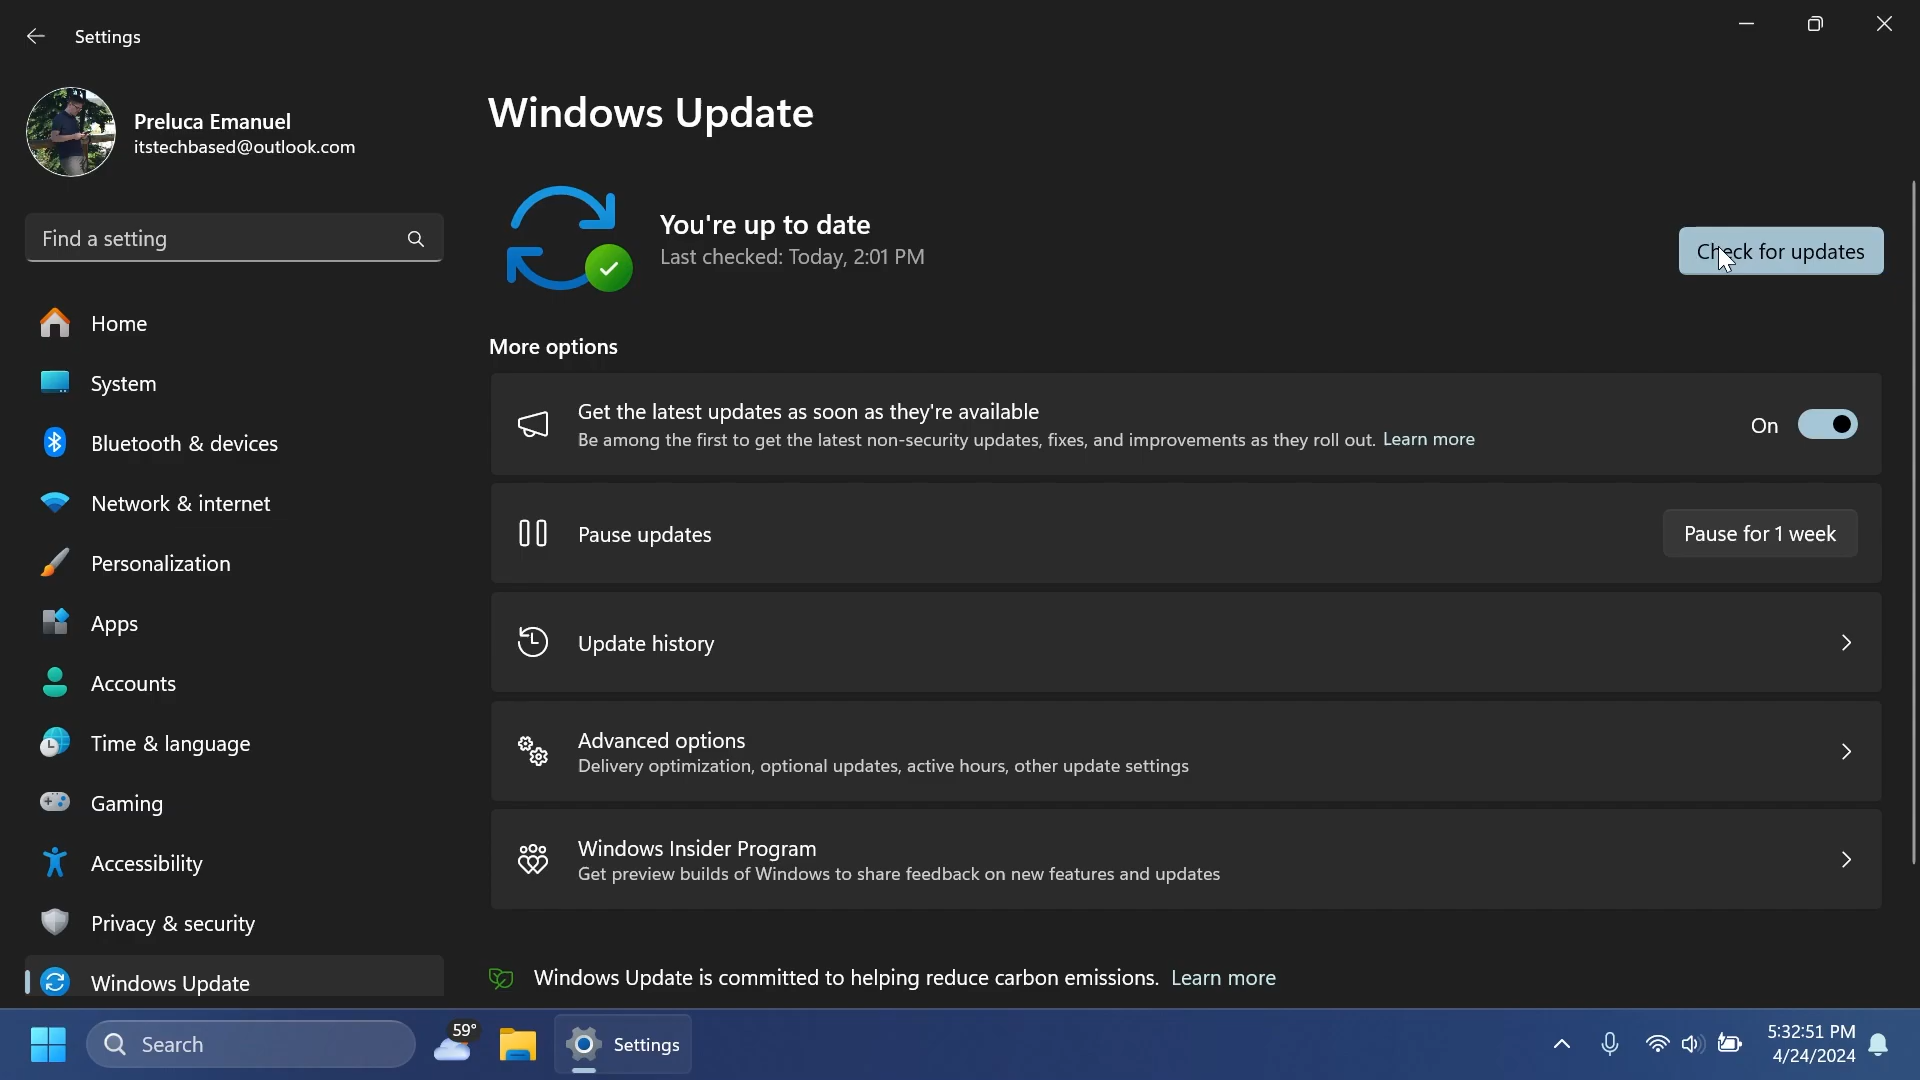 Settings
Preluca Emanuel
itstechbased@outlook.com
Find a setting
Home
System
Bluetooth & devices
Network & internet
Personalization
Apps
Accounts
Time & language
Gaming
Accessibility
Privacy & security
Windows Update
Windows Update
You're up to date
Last checked: Today, 2:01 PM
Check for updates
More options
Get the latest updates as soon as they're available
Be among the first to get the latest non-security updates, fixes, and improvements as they roll out. Learn more
On
Pause updates
Pause for 1 week
Update history
Advanced options
Delivery optimization, optional updates, active hours, other update settings
Windows Insider Program
Get preview builds of Windows to share feedback on new features and updates
Windows Update is committed to helping reduce carbon emissions. Learn more
Search
59°
Settings
5:32:51 PM
4/24/2024